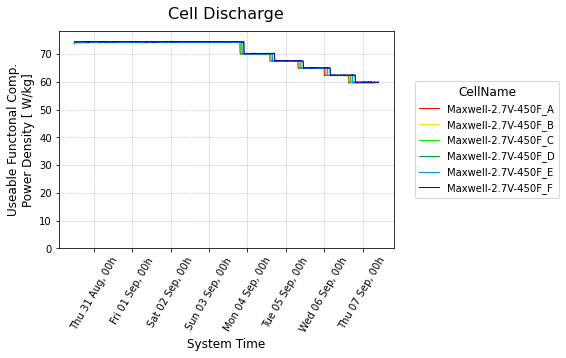 Cell Discharge
Useable Functonal Comp.
Power Density [ W/kg]
70
60
50
40
30
20
10
0
Thu 31 Aug, 00h
Fri 01 Sep, 00h
Sat 02 Sep, 00h
Sun 03 Sep, 00h
Mon 04 Sep, 00h
Tue 05 Sep, 00h
Wed 06 Sep, 00h
Thu 07 Sep, 00h
System Time
CellName
Maxwell-2.7V-450F_A
Maxwell-2.7V-450F_B
Maxwell-2.7V-450F_C
Maxwell-2.7V-450F_D
Maxwell-2.7V-450F_E
Maxwell-2.7V-450F_F